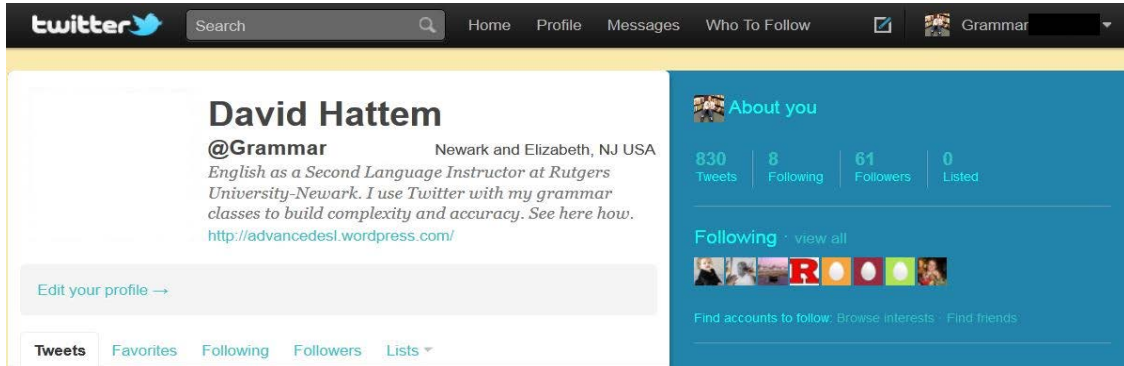 twitter Search Home Profile Messages Who To Follow Grammar
David Hattem
@Grammar Newark and Elizabeth, NJ USA
English as a Second Language Instructor at Rutgers
University-Newark. I use Twitter with my grammar
classes to build complexity and accuracy. See here how.
http://advancedesl.wordpress.com/
Edit your profile →
Tweets Favorites Following Followers Lists
About you
830 8 61 0
Tweets Following Followers Listed
Following · view all
R
Find accounts to follow: Browse interests · Find friends